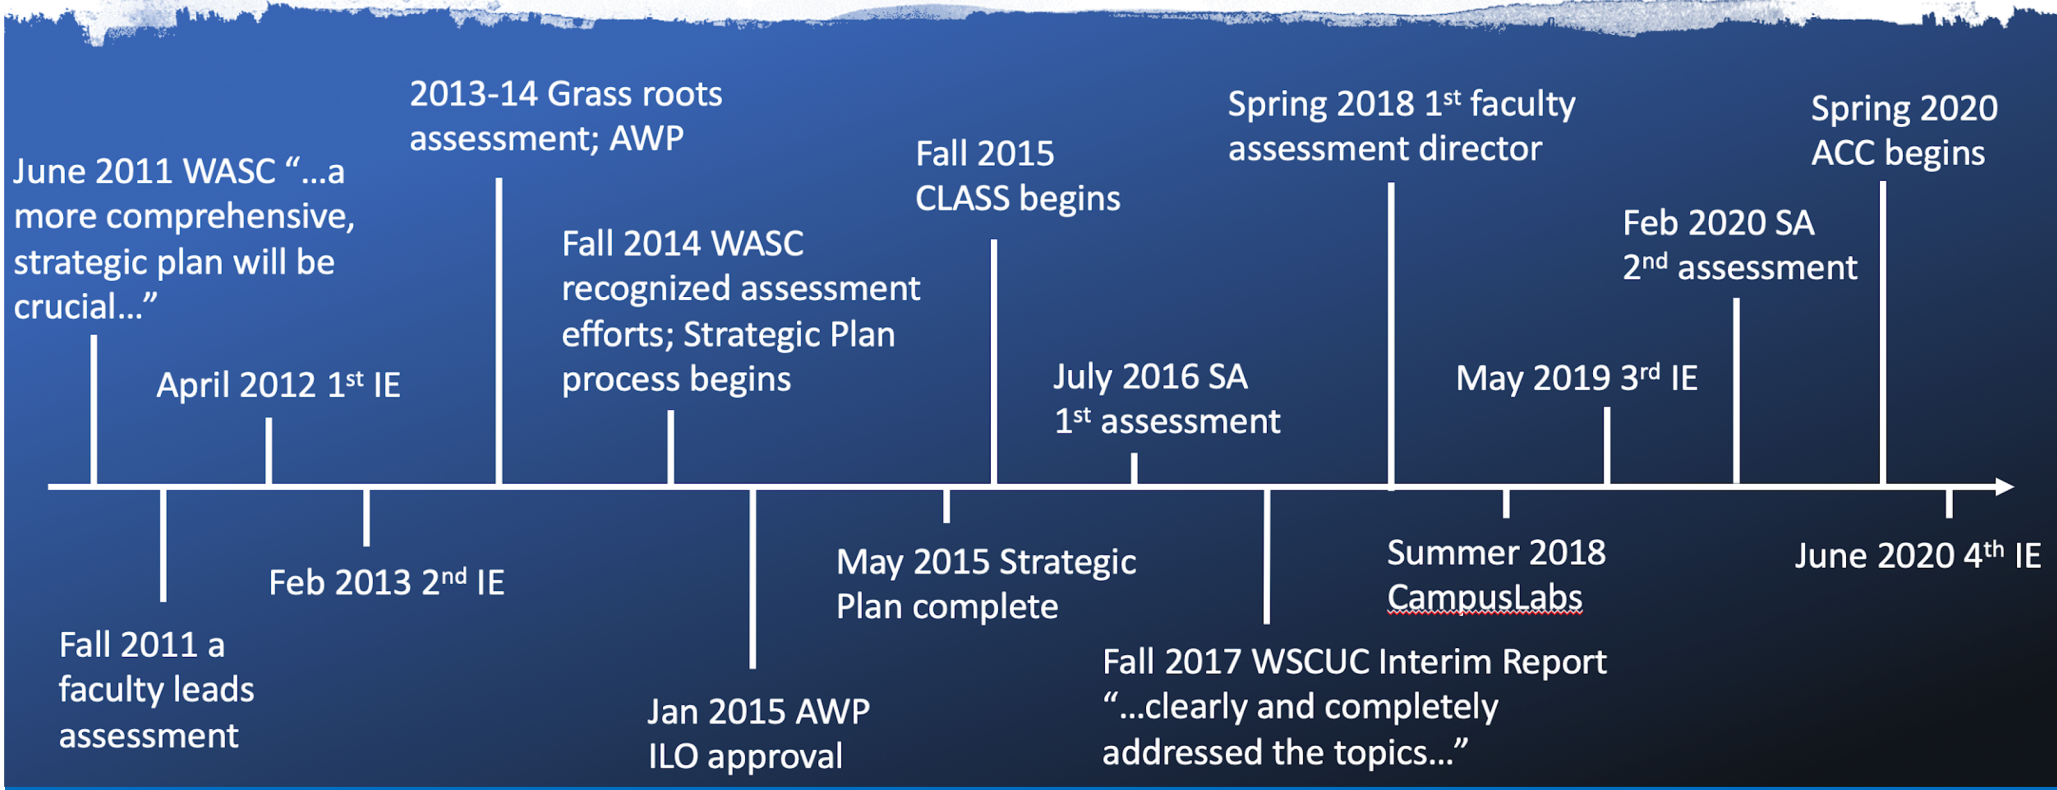 June 2011 WASC “…a
more comprehensive,
strategic plan will be
crucial…”
Fall 2011 a
faculty leads
assessment
April 2012 1st IE
Feb 2013 2nd IE
2013-14 Grass roots
assessment; AWP
Fall 2014 WASC
recognized assessment
efforts; Strategic Plan
process begins
Jan 2015 AWP
ILO approval
May 2015 Strategic
Plan complete
Fall 2015
CLASS begins
July 2016 SA
1st assessment
Fall 2017 WSCUC Interim Report
“…clearly and completely
addressed the topics…”
Spring 2018 1st faculty
assessment director
Summer 2018
CampusLabs
May 2019 3rd IE
Feb 2020 SA
2nd assessment
Spring 2020
ACC begins
June 2020 4th IE